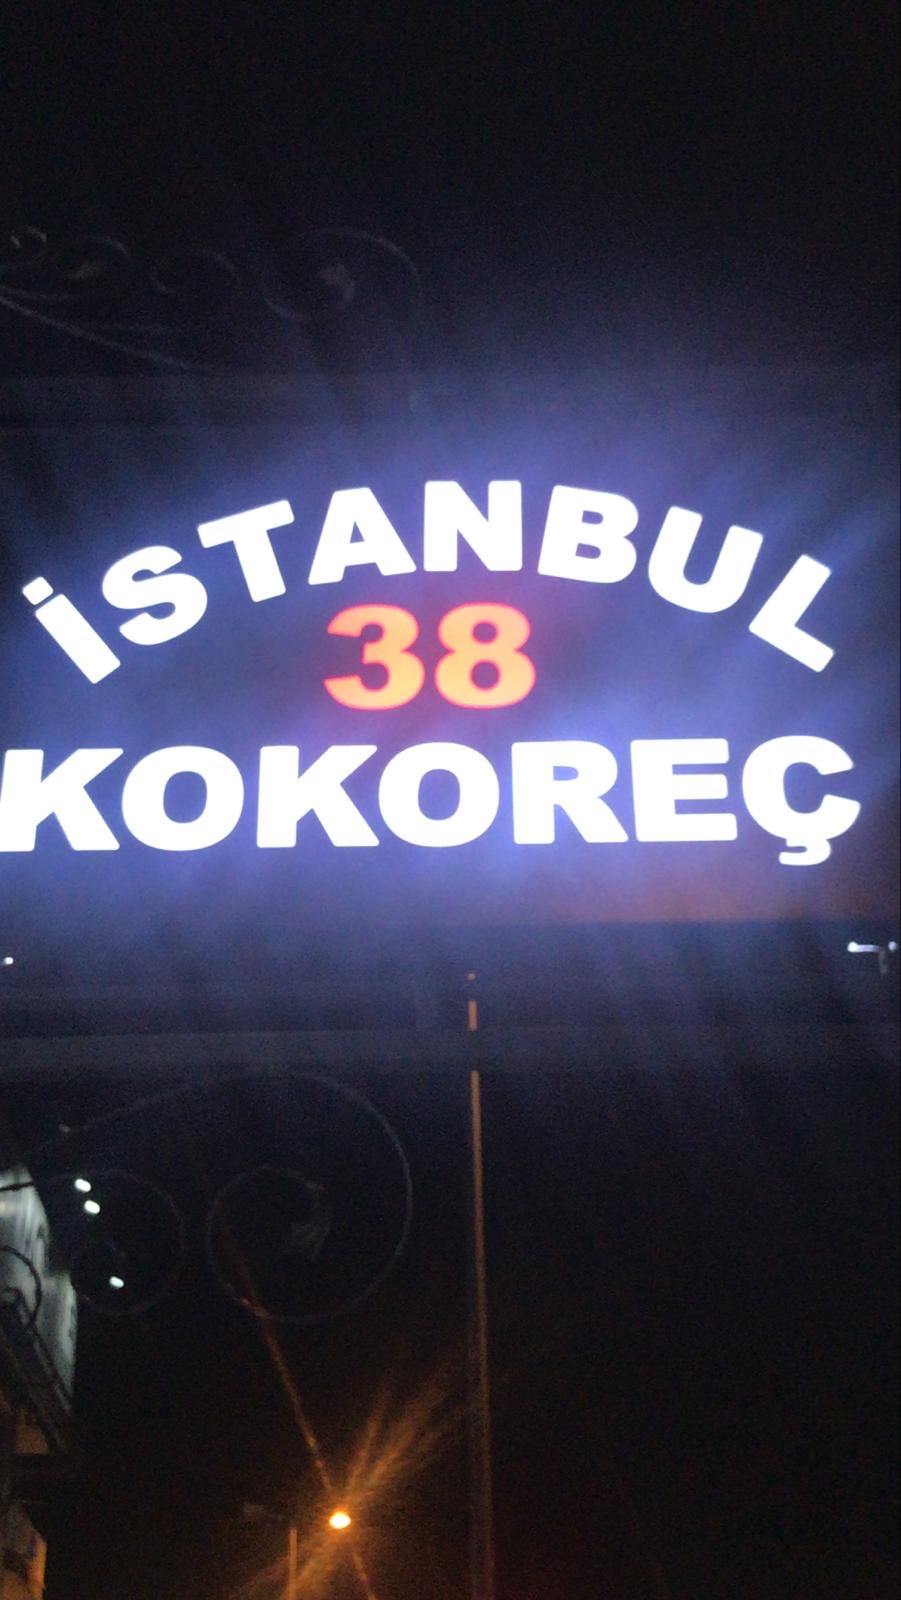 İSTANBUL
38
KOKOREÇ